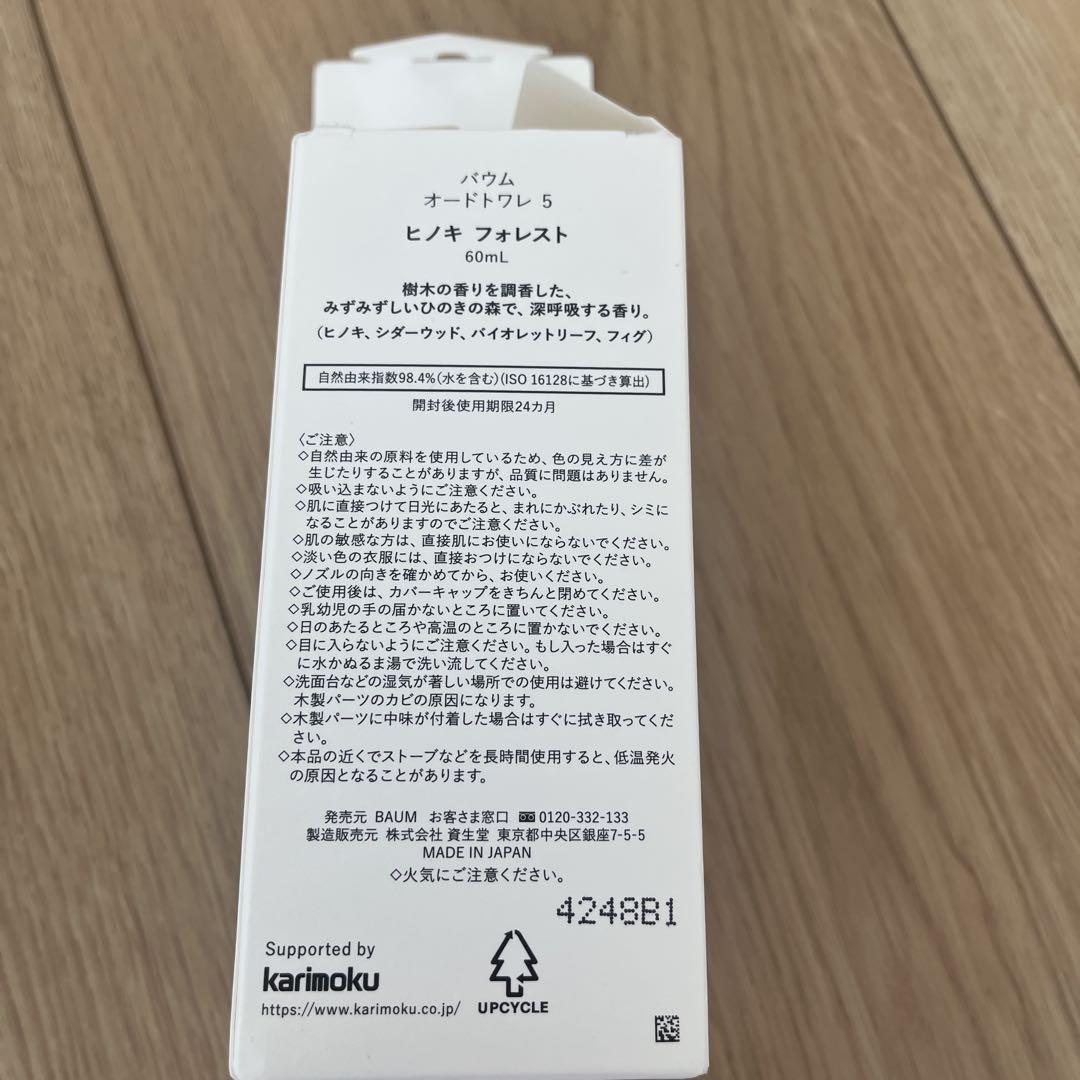 バウム
オードトワレ 5
ヒノキ フォレスト
60mL
樹木の香りを調香した、
みずみずしいひのきの森で、深呼吸する香り。
(ヒノキ、シダーウッド、バイオレットリーフ、フィグ)
自然由来指数98.4%(水を含む)(ISO 16128に基づき算出)
開封後使用期限24カ月
〈ご注意〉
◇自然由来の原料を使用しているため、色の見え方に差が
生じたりすることがありますが、品質に問題はありません。
◇吸い込まないようにご注意ください。
◇肌に直接つけて日光にあたると、まれにかぶれたり、シミに
なることがありますのでご注意ください。
◇肌の敏感な方は、直接肌にお使いにならないでください。
◇淡い色の衣服には、直接おつけにならないでください。
◇ノズルの向きを確かめてから、お使いください。
◇ご使用後は、カバーキャップをきちんと閉めてください。
◇乳幼児の手の届かないところに置いてください。
◇日のあたるところや高温のところに置かないでください。
◇目に入らないようにご注意ください。もし入った場合はすぐ
に水かぬるま湯で洗い流してください。
◇洗面台などの湿気が著しい場所での使用は避けてください。
木製パーツのカビの原因になります。
◇木製パーツに中味が付着した場合はすぐに拭き取ってくだ
さい。
◇本品の近くでストーブなどを長時間使用すると、低温発火
の原因となることがあります。
発売元 BAUM お客さま窓口 0120-332-133
製造販売元 株式会社 資生堂 東京都中央区銀座7-5-5
MADE IN JAPAN
◇火気にご注意ください。
4248B1
Supported by
karimoku
https://www.karimoku.co.jp/
UPCYCLE